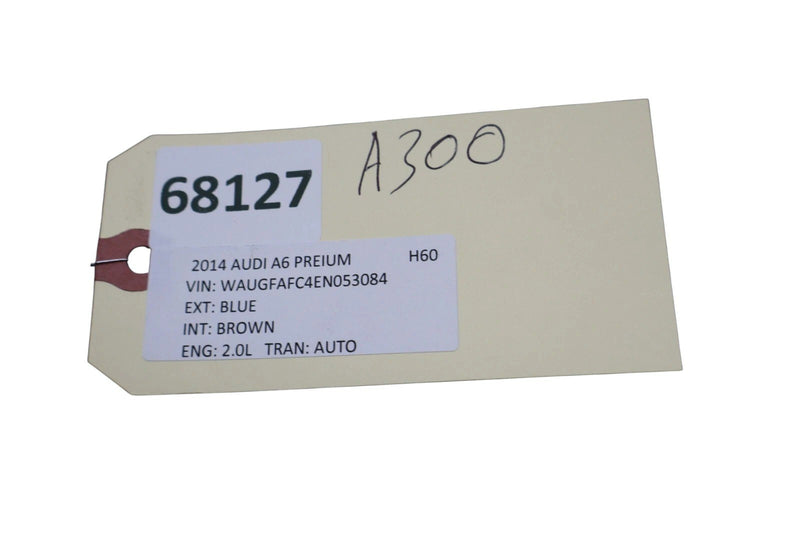 68127
A300
2014 AUDI A6 PREIUM H60
VIN: WAUGFAFC4EN053084
EXT: BLUE
INT: BROWN
ENG: 2.0L TRAN: AUTO